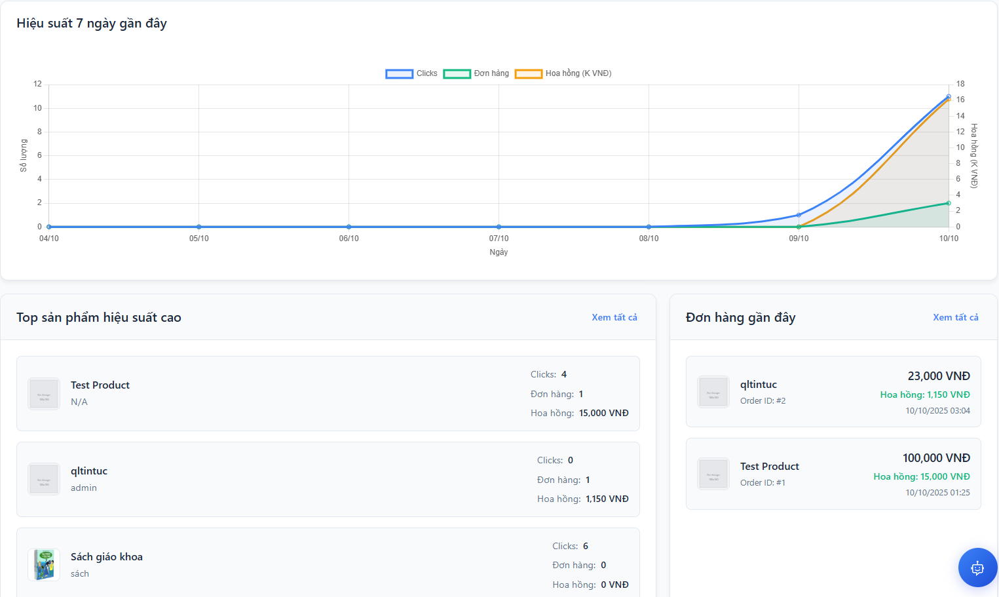 Hiệu suất 7 ngày gần đây
Clicks Đơn hàng Hoa hồng (K VNĐ)
12
10
8
6
4
2
0
Số lượng
18
16
14
12
10
8
6
4
2
0
Hoa hồng (K VNĐ)
04/10 05/10 06/10 07/10 08/10 09/10 10/10
Ngày
Top sản phẩm hiệu suất cao
Xem tất cả
Test Product
N/A
Clicks: 4
Đơn hàng: 1
Hoa hồng: 15,000 VNĐ
qltintuc
admin
Clicks: 0
Đơn hàng: 1
Hoa hồng: 1,150 VNĐ
Sách giáo khoa
sách
Clicks: 6
Đơn hàng: 0
Hoa hồng: 0 VNĐ
Đơn hàng gần đây
Xem tất cả
qltintuc
Order ID: #2
23,000 VNĐ
Hoa hồng: 1,150 VNĐ
10/10/2025 03:04
Test Product
Order ID: #1
100,000 VNĐ
Hoa hồng: 15,000 VNĐ
10/10/2025 01:25